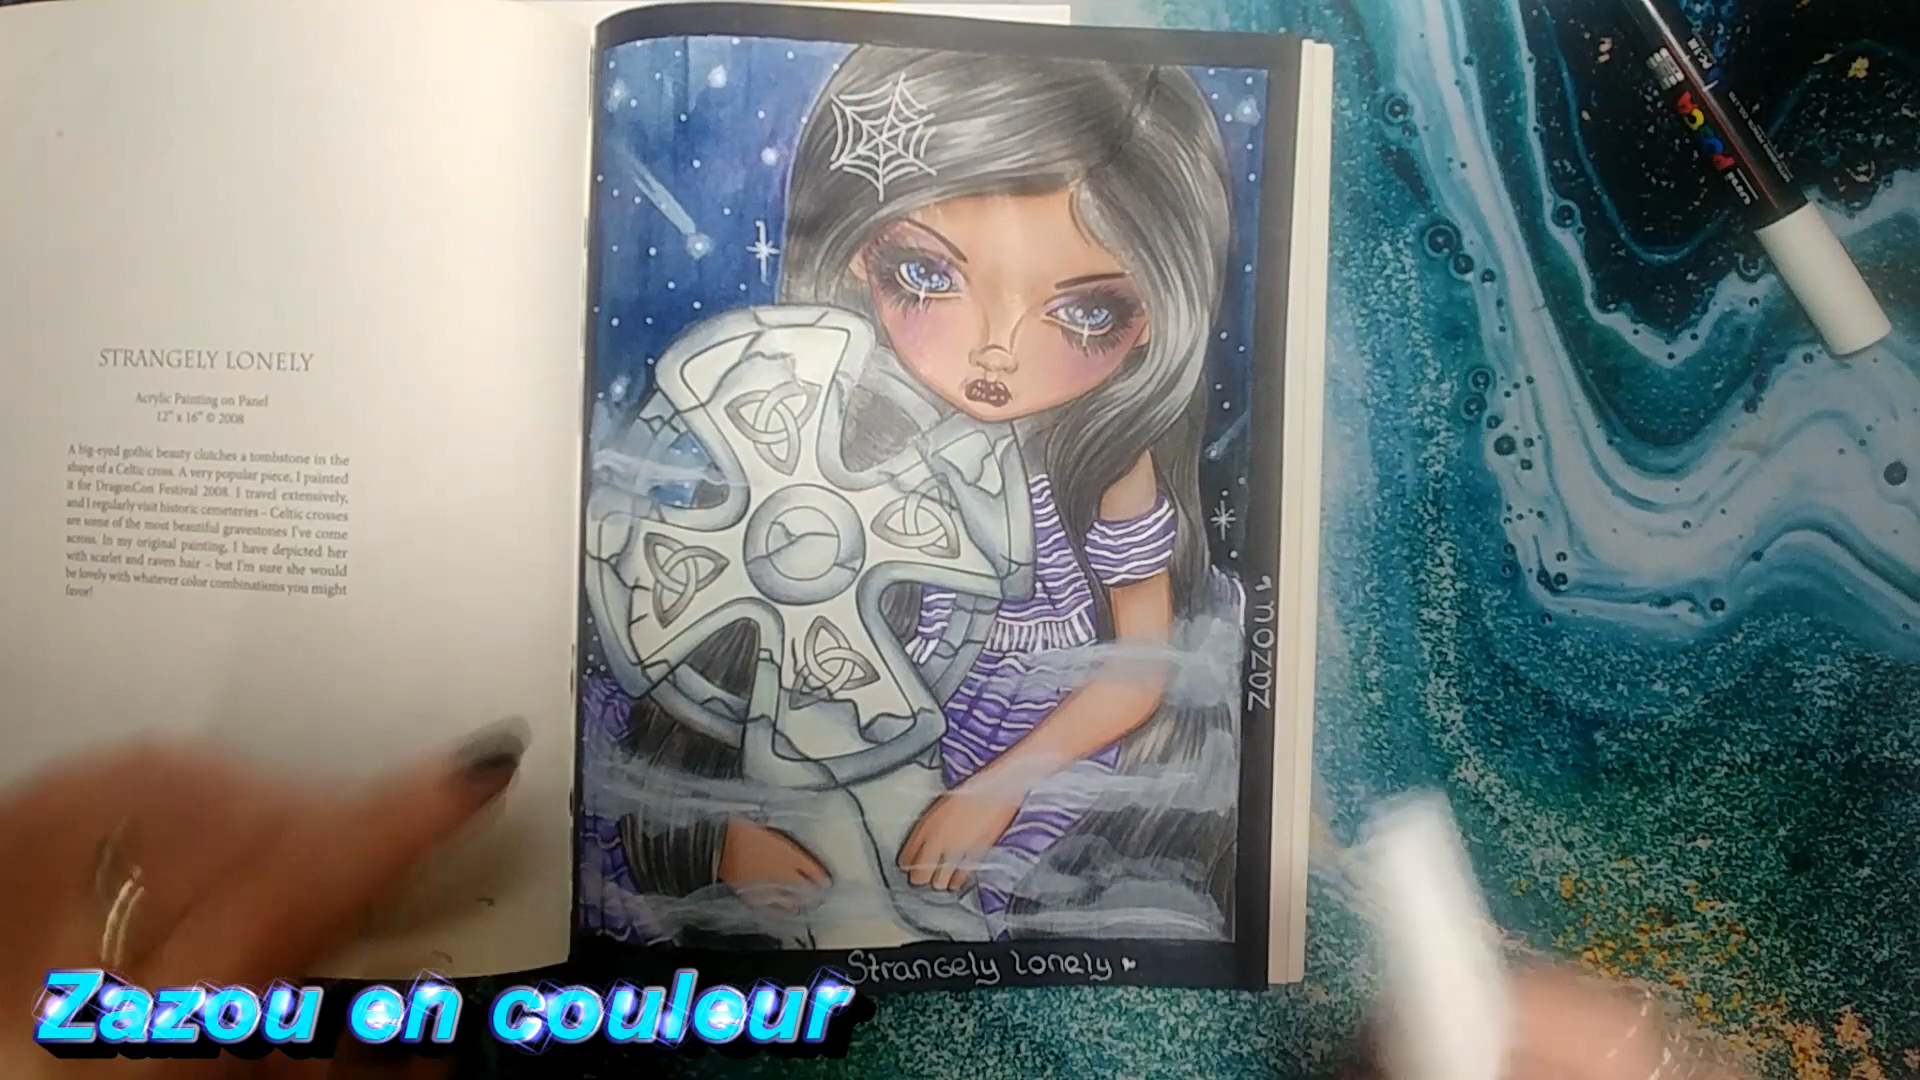 STRANGELY LONELY
Acrylic Painting on Panel
12" x 16" © 2008
A big-eyed gothic beauty clutches a tombstone in the
shape of a Celtic cross. A very popular piece, I painted
it for DragonCon Festival 2008. I travel extensively,
and I regularly visit historic cemeteries – Celtic crosses
are some of the most beautiful gravestones I've come
across. In my original painting, I have depicted her
with scarlet and raven hair – but I'm sure she would
be lovely with whatever color combinations you might
favor!
zazou
Strangely Lonely
Zazou en couleur
uni
POSCA